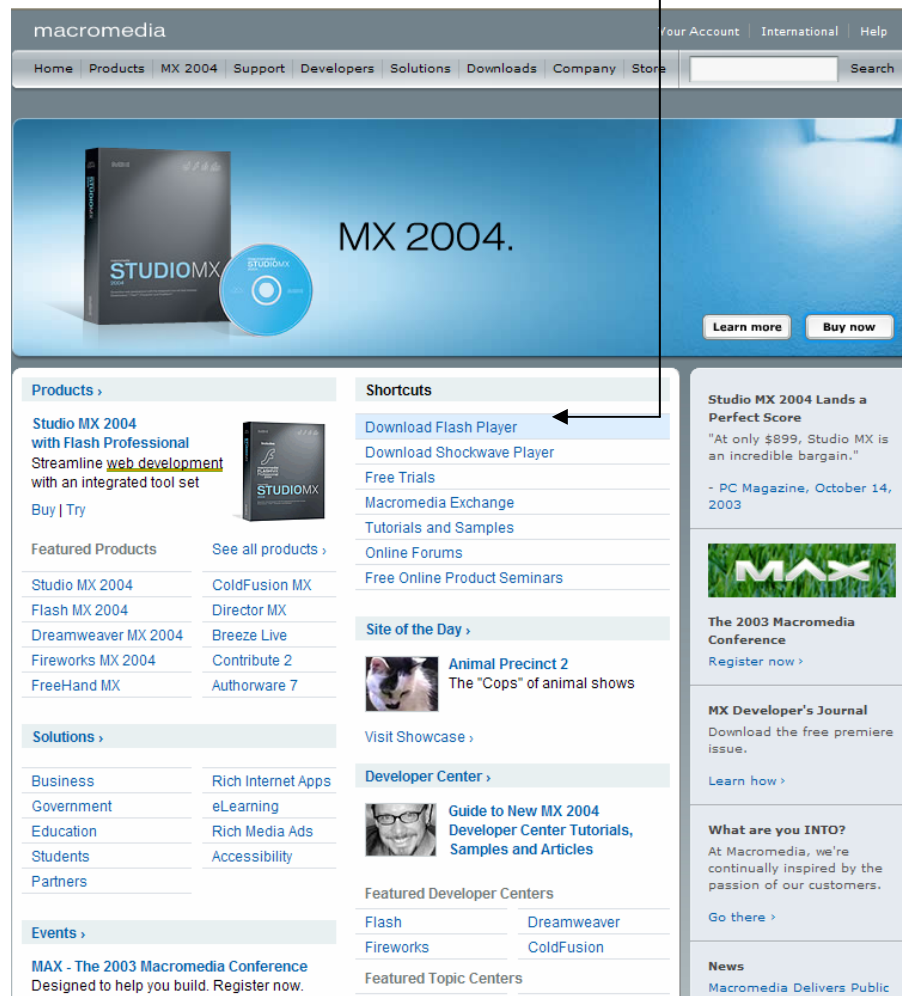 macromedia
Your Account | International | Help
Home | Products | MX 2004 | Support | Developers | Solutions | Downloads | Company | Store
Search
STUDIOMX
2004
STUDIOMX
MX 2004.
Learn more
Buy now
Products ›
Studio MX 2004
with Flash Professional
Streamline web development
with an integrated tool set
Buy | Try
STUDIOMX
Featured Products
See all products ›
Studio MX 2004
ColdFusion MX
Flash MX 2004
Director MX
Dreamweaver MX 2004
Breeze Live
Fireworks MX 2004
Contribute 2
FreeHand MX
Authorware 7
Solutions ›
Business
Rich Internet Apps
Government
eLearning
Education
Rich Media Ads
Students
Accessibility
Partners
Events ›
MAX - The 2003 Macromedia Conference
Designed to help you build. Register now.
Shortcuts
Download Flash Player
Download Shockwave Player
Free Trials
Macromedia Exchange
Tutorials and Samples
Online Forums
Free Online Product Seminars
Site of the Day ›
Animal Precinct 2
The "Cops" of animal shows
Visit Showcase ›
Developer Center ›
Guide to New MX 2004
Developer Center Tutorials,
Samples and Articles
Featured Developer Centers
Flash
Dreamweaver
Fireworks
ColdFusion
Featured Topic Centers
Studio MX 2004 Lands a
Perfect Score
"At only $899, Studio MX is
an incredible bargain."
- PC Magazine, October 14,
2003
MAX
The 2003 Macromedia
Conference
Register now ›
MX Developer's Journal
Download the free premiere
issue.
Learn how ›
What are you INTO?
At Macromedia, we're
continually inspired by the
passion of our customers.
Go there ›
News
Macromedia Delivers Public